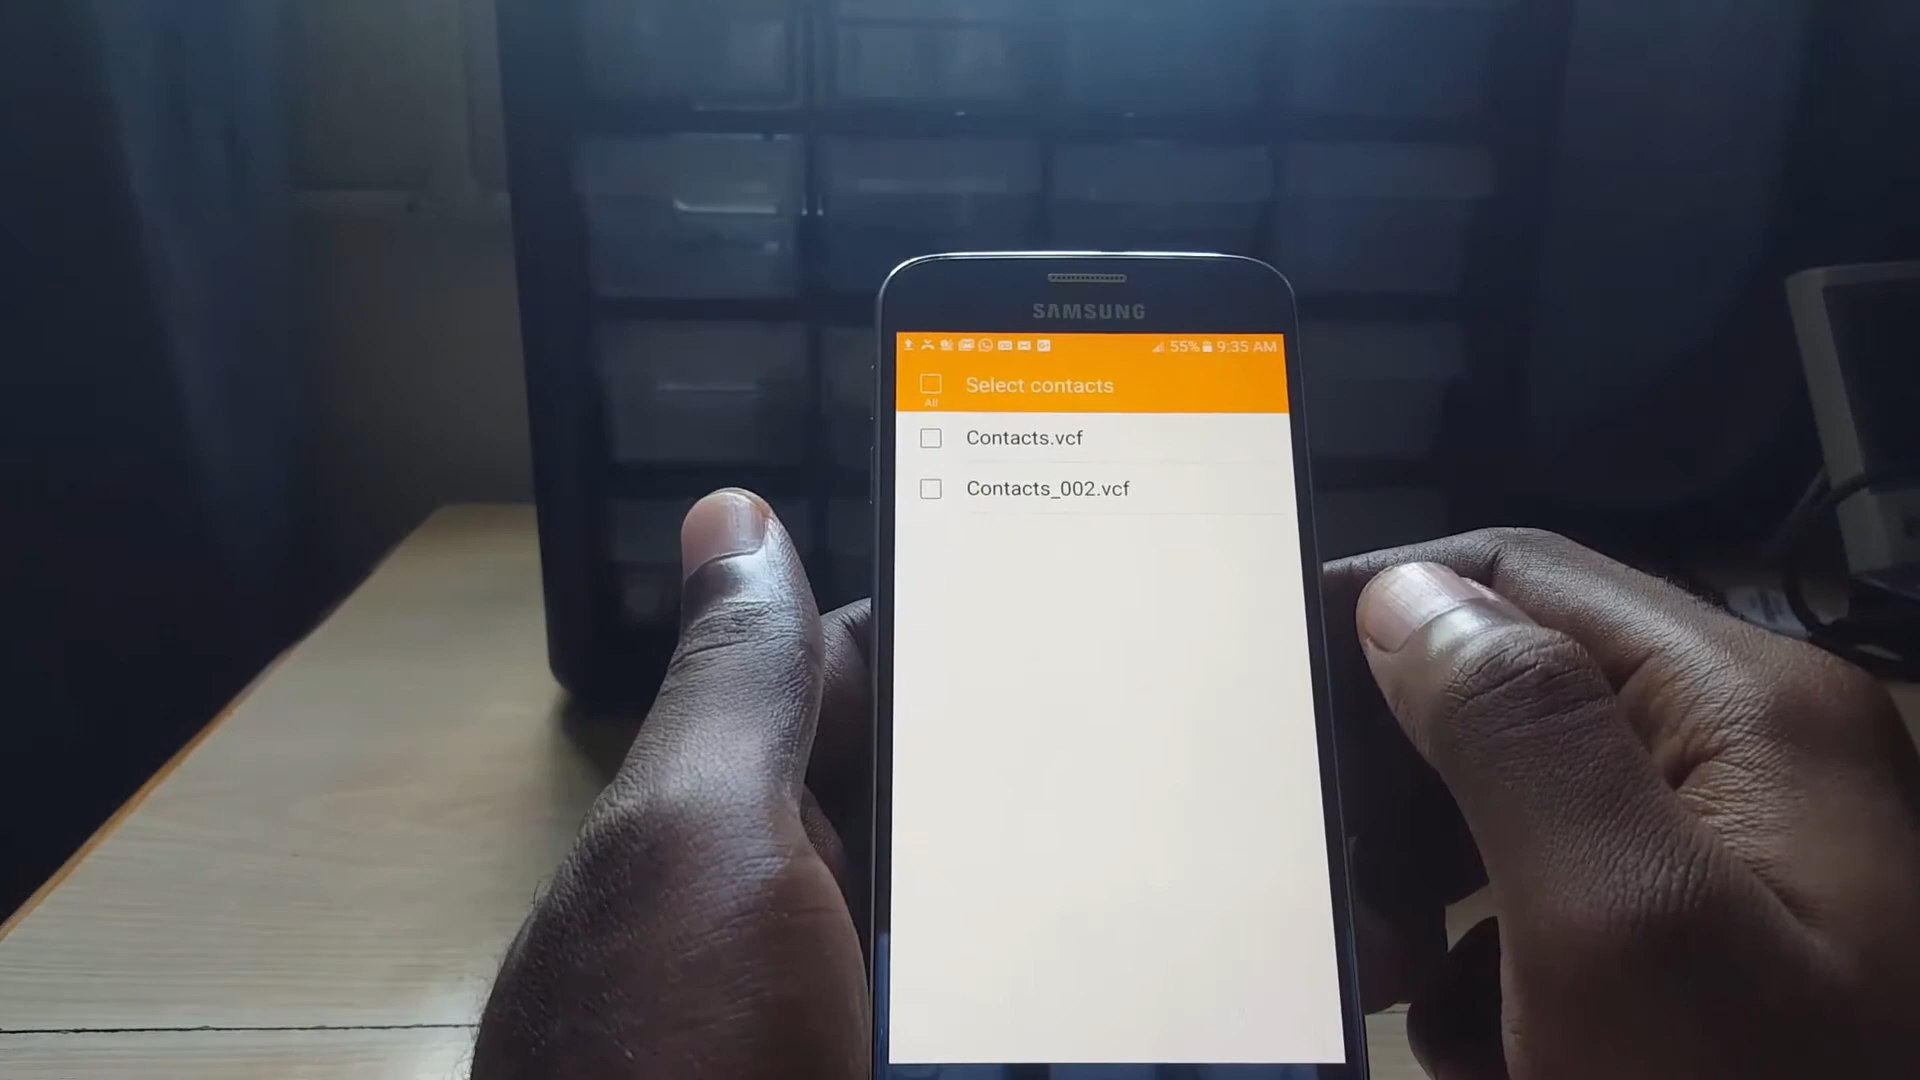 SAMSUNG
55% 9:35 AM
Select contacts
All
Contacts.vcf
Contacts_002.vcf